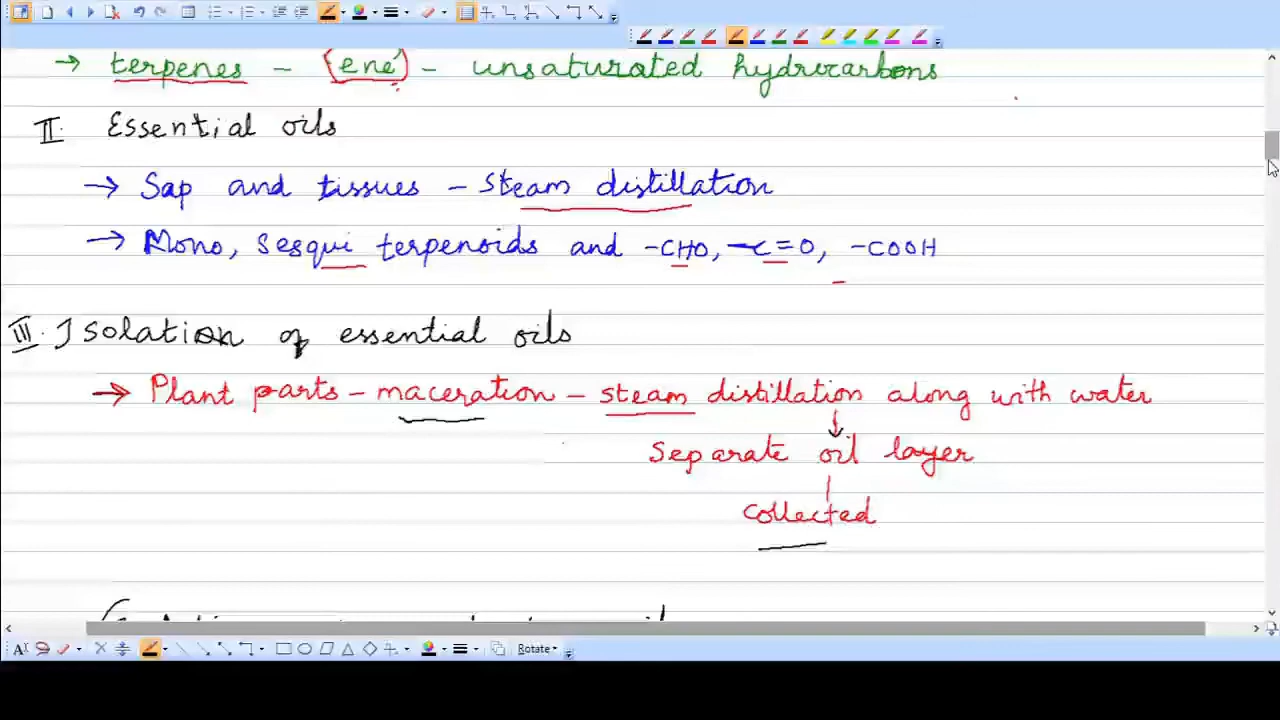 → terpenes - (ene) - unsaturated hydrocarbons
II. Essential oils
→ Sap and tissues - Steam distillation
→ Mono, Sesqui terpenoids and -CHO, -C=O, -COOH
III. Isolation of essential oils
→ Plant parts - maceration - steam distillation along with water
↓
Separate oil layer
|
collected
Rotate